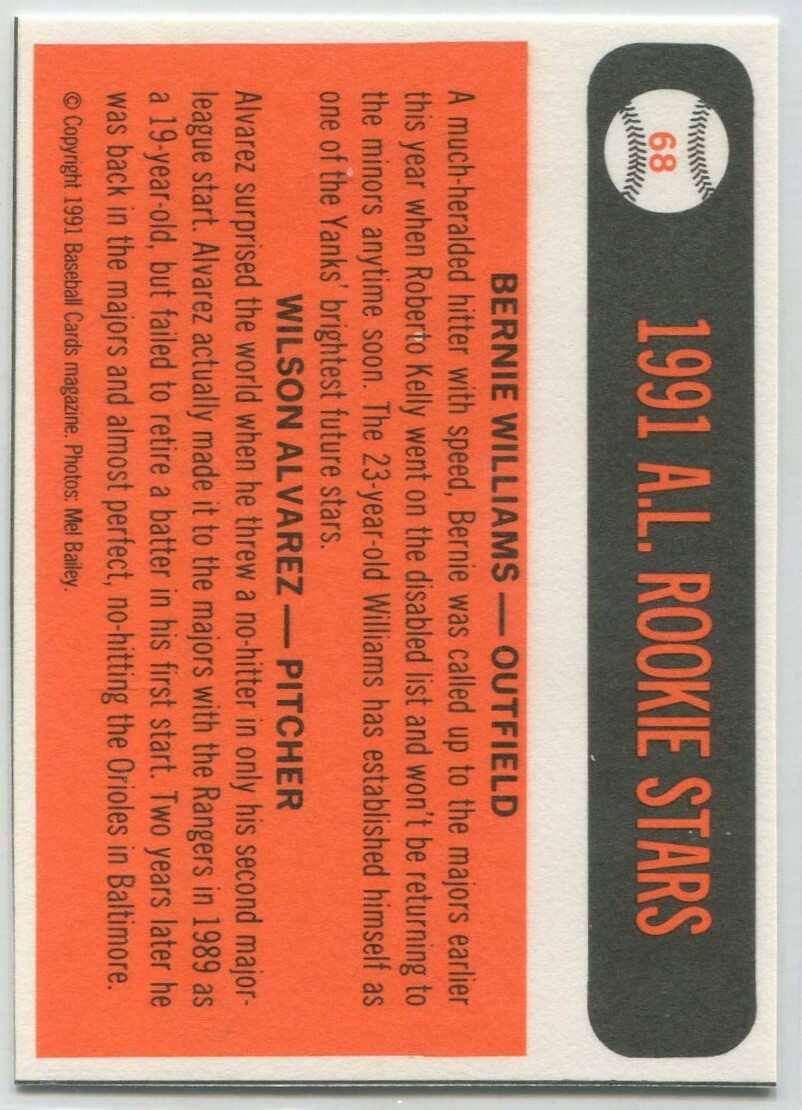 68
1991 A.L. ROOKIE STARS
BERNIE WILLIAMS — OUTFIELD
A much-heralded hitter with speed, Bernie was called up to the majors earlier
this year when Roberto Kelly went on the disabled list and won't be returning to
the minors anytime soon. The 23-year-old Williams has established himself as
one of the Yanks' brightest future stars.
WILSON ALVAREZ — PITCHER
Alvarez surprised the world when he threw a no-hitter in only his second major-
league start. Alvarez actually made it to the majors with the Rangers in 1989 as
a 19-year-old, but failed to retire a batter in his first start. Two years later he
was back in the majors and almost perfect, no-hitting the Orioles in Baltimore.
© Copyright 1991 Baseball Cards magazine. Photos: Mel Bailey.